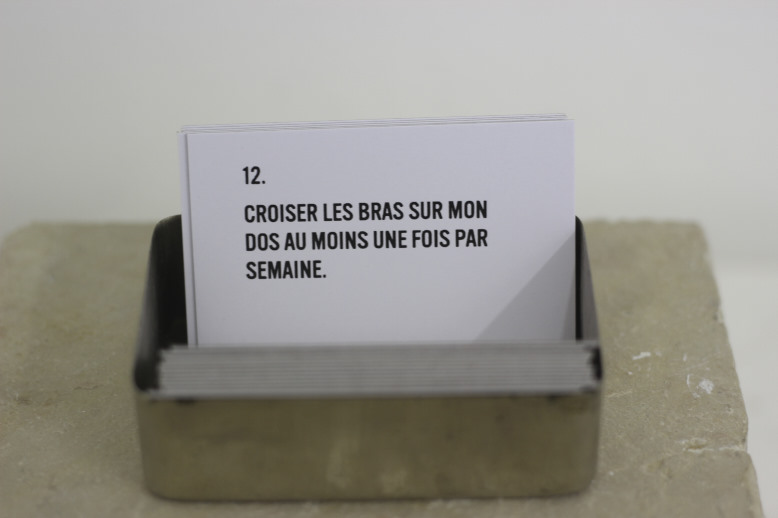 12.
CROISER LES BRAS SUR MON
DOS AU MOINS UNE FOIS PAR
SEMAINE.